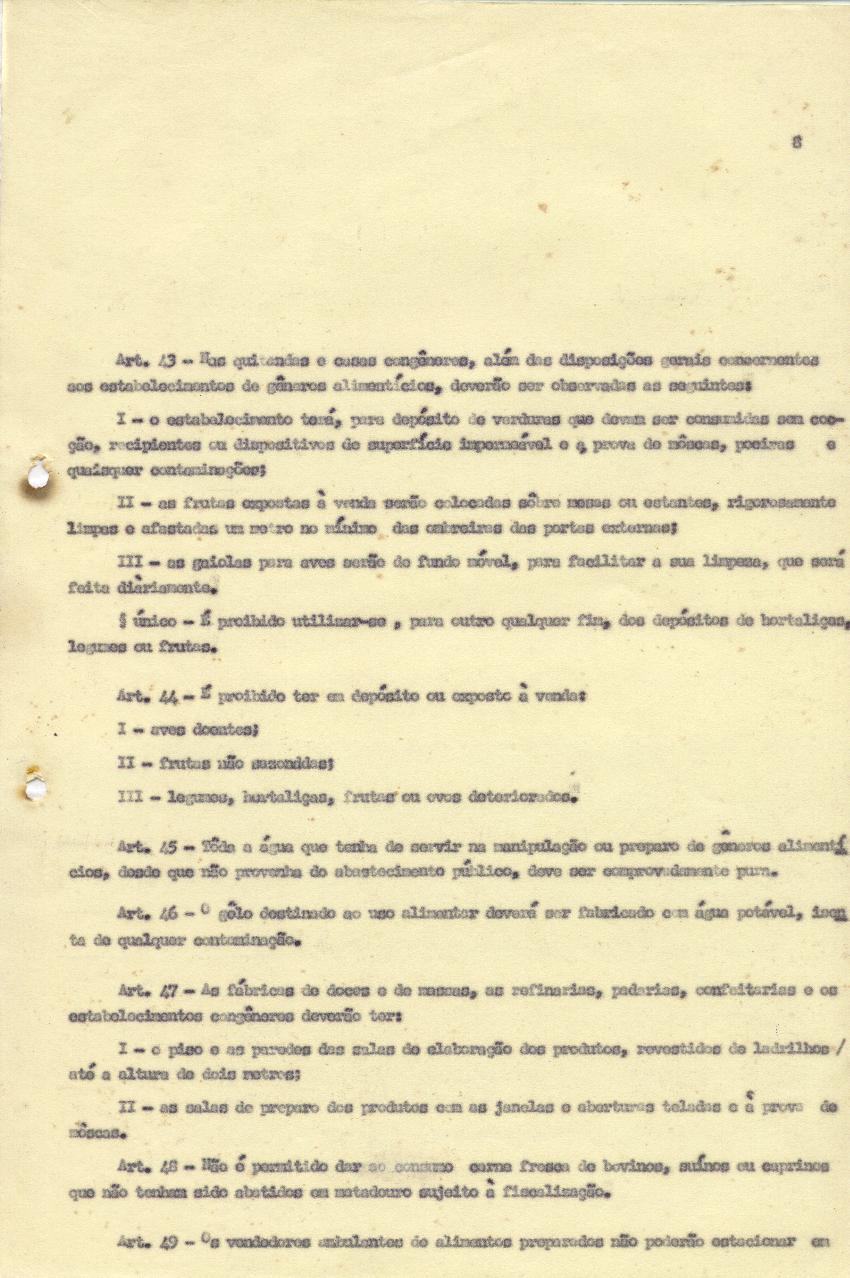 8
Art. 43 - Nas quitandas e casas congêneres, além das disposições gerais concernentes
aos estabelecimentos de gêneros alimentícios, deverão ser observadas as seguintes:
I - o estabelecimento terá, para depósito de verduras que devam ser consumidas sem coc-
ção, recipientes ou dispositivos de superfície impermeável e a prova de môscas, poeiras e
quaisquer contaminações;
II - as frutas expostas à venda serão colocadas sôbre mesas ou estantes, rigorosamente
limpas e afastadas um metro no mínimo das ombreiras das portas externas;
III - as gaiolas para aves serão de fundo móvel, para facilitar a sua limpeza, que será
feita diàriamente.
§ único - É proibido utilizar-se , para outro qualquer fim, dos depósitos de hortaliças,
legumes ou frutas.
Art. 44 - É proibido ter em depósito ou exposto à venda:
I - aves doentes;
II - frutas não sazonddas;
III - legumes, hortaliças, frutas ou ovos deteriorados.
Art. 45 - Tôda a água que tenha de servir na manipulação ou preparo de gêneros alimentí
cios, desde que não provenha do abastecimento público, deve ser comprovadamente pura.
Art. 46 - O gêlo destinado ao uso alimentar deverá ser fabricado com água potável, isen
ta de qualquer contaminação.
Art. 47 - As fábricas de doces e de massas, as refinarias, padarias, confeitarias e os
estabelecimentos congêneres deverão ter:
I - o piso e as paredes das salas de elaboração dos produtos, revestidos de ladrilhos /
até a altura de dois metros;
II - as salas de preparo dos produtos com as janelas e aberturas teladas e à prova de
môscas.
Art. 48 - Não é permitido dar ao consumo carne fresca de bovinos, suínos ou caprinos
que não tenham sido abatidos em matadouro sujeito à fiscalização.
Art. 49 - Os vendedores ambulantes de alimentos preparados não poderão estacionar em